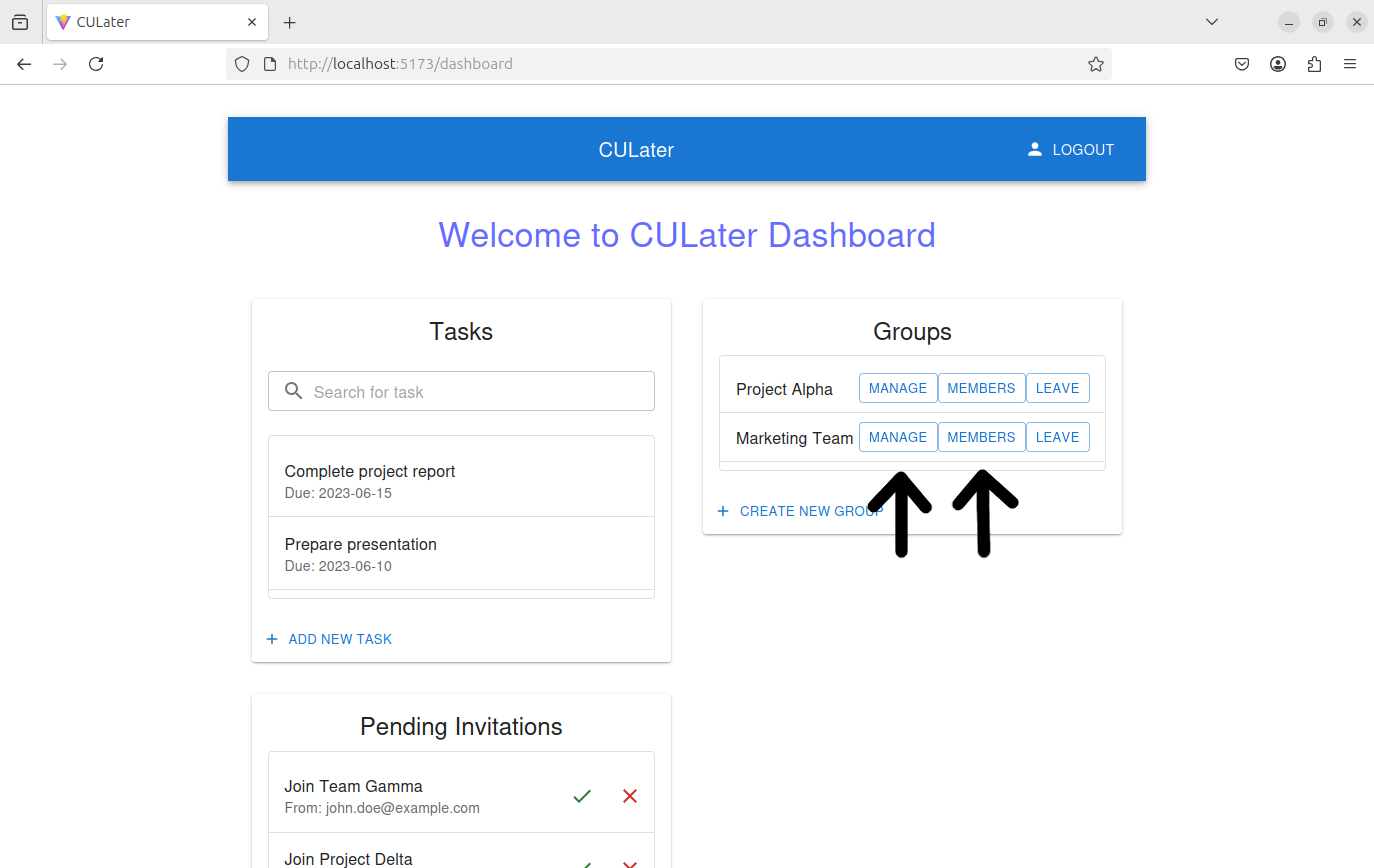 CULater
http://localhost:5173/dashboard
CULater
LOGOUT
Welcome to CULater Dashboard
Tasks
Search for task
Complete project report
Due: 2023-06-15
Prepare presentation
Due: 2023-06-10
ADD NEW TASK
Groups
Project Alpha MANAGE MEMBERS LEAVE
Marketing Team MANAGE MEMBERS LEAVE
CREATE NEW GROUP
Pending Invitations
Join Team Gamma
From: john.doe@example.com
Join Project Delta